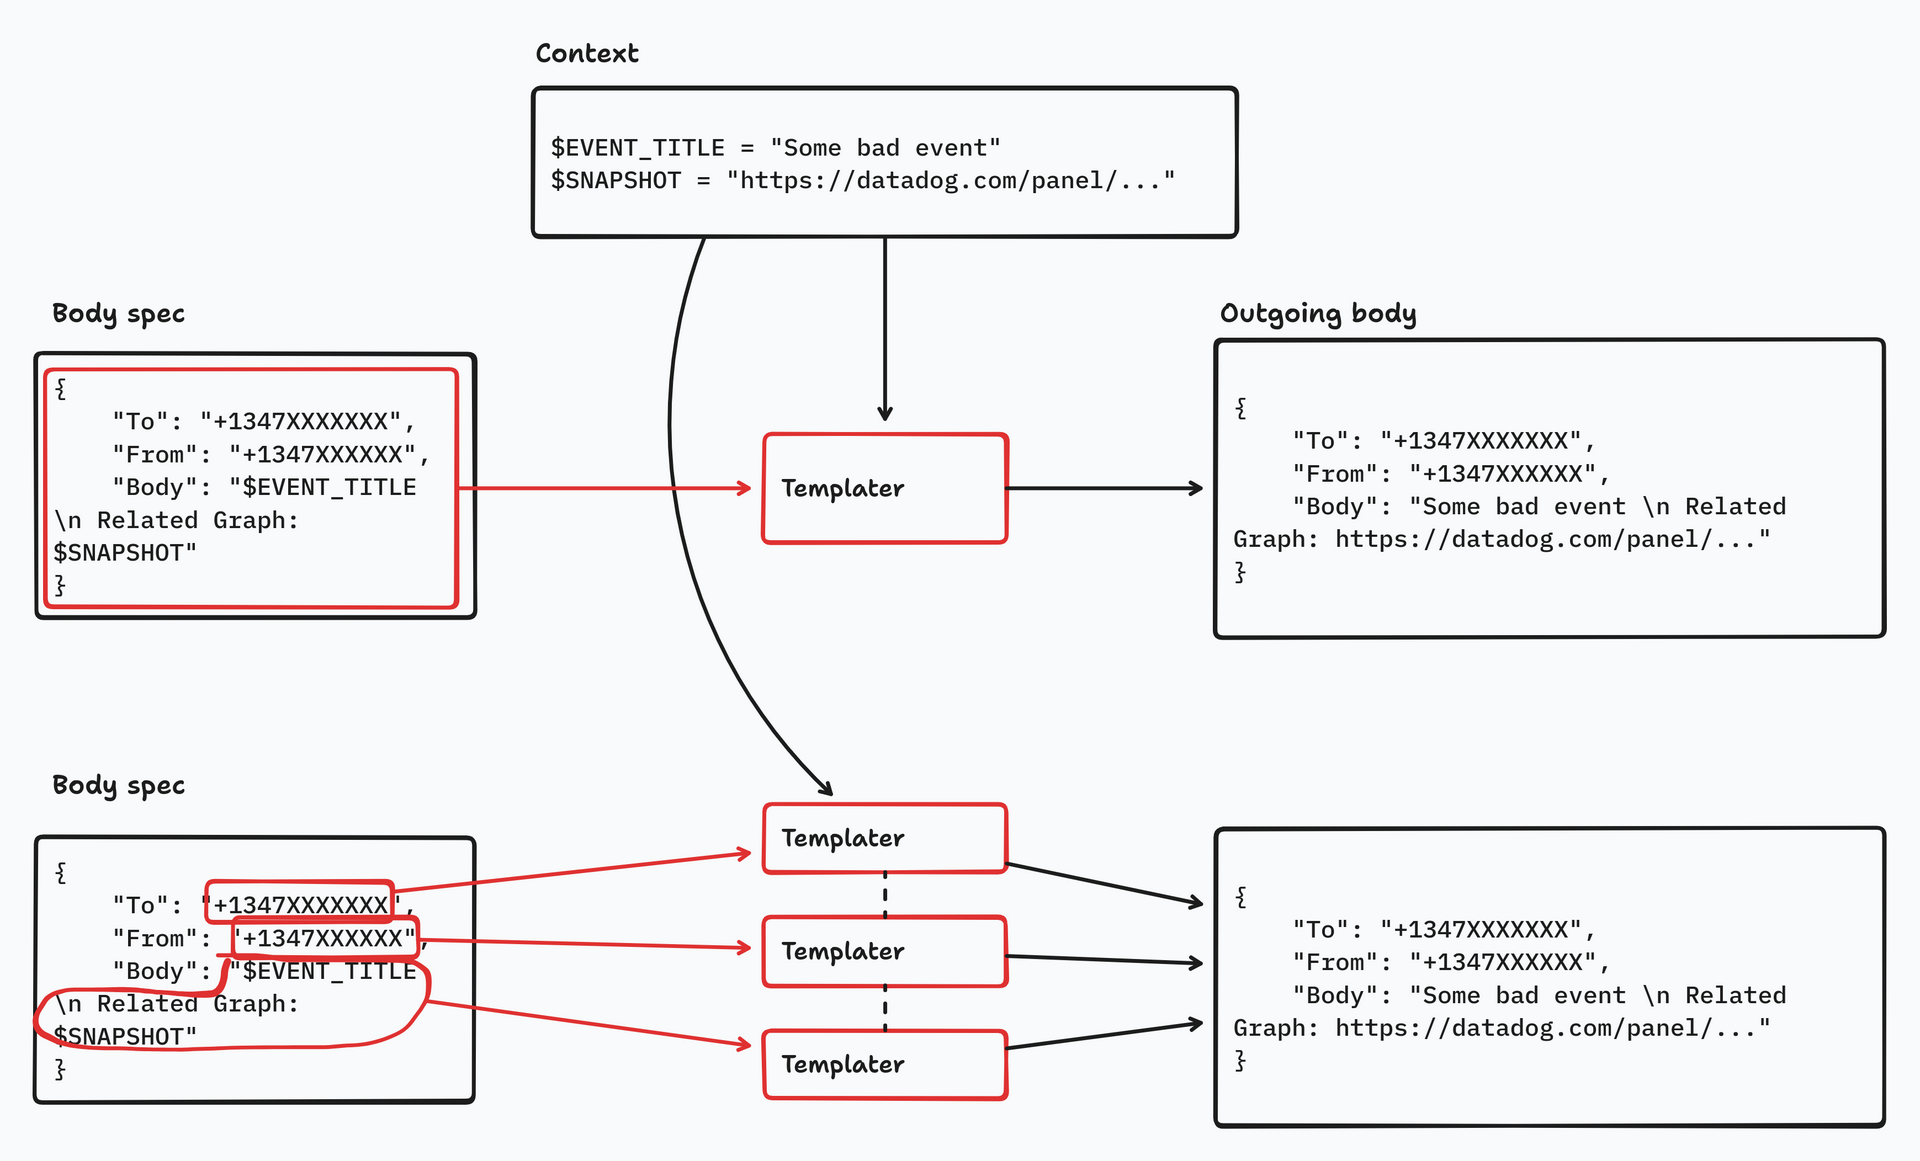 Context
$EVENT_TITLE = "Some bad event"
$SNAPSHOT = "https://datadog.com/panel/..."
Body spec
{
"To": "+1347XXXXXXX",
"From": "+1347XXXXXX",
"Body": "$EVENT_TITLE
\n Related Graph:
$SNAPSHOT"
}
Templater
Outgoing body
{
"To": "+1347XXXXXXX",
"From": "+1347XXXXXX",
"Body": "Some bad event \n Related
Graph: https://datadog.com/panel/..."
}
Body spec
{
"To": "+1347XXXXXXX",
"From": "+1347XXXXXX",
"Body": "$EVENT_TITLE
\n Related Graph:
$SNAPSHOT"
}
Templater
Templater
Templater
{
"To": "+1347XXXXXXX",
"From": "+1347XXXXXX",
"Body": "Some bad event \n Related
Graph: https://datadog.com/panel/..."
}